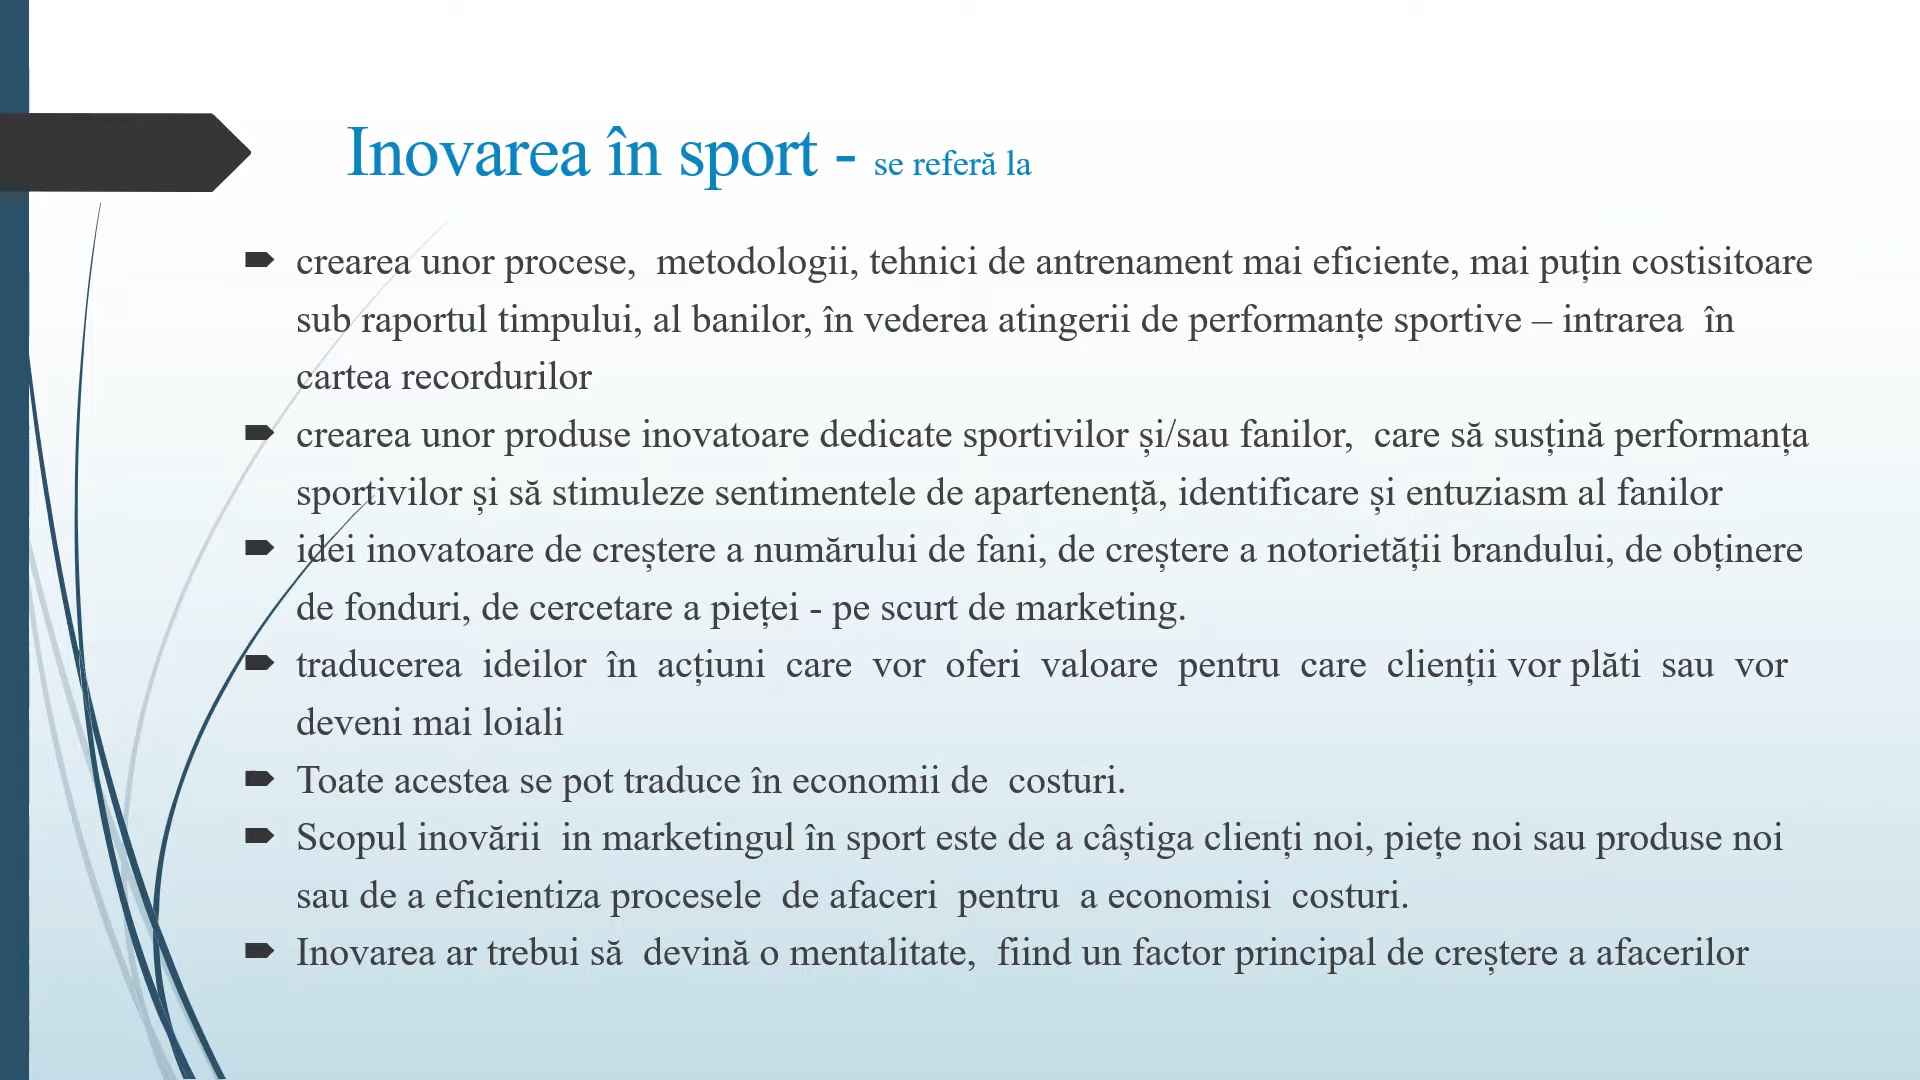 Inovarea în sport - se referă la
crearea unor procese,  metodologii, tehnici de antrenament mai eficiente, mai puțin costisitoare
sub raportul timpului, al banilor, în vederea atingerii de performanțe sportive – intrarea  în
cartea recordurilor
crearea unor produse inovatoare dedicate sportivilor și/sau fanilor,  care să susțină performanța
sportivilor și să stimuleze sentimentele de apartenență, identificare și entuziasm al fanilor
idei inovatoare de creștere a numărului de fani, de creștere a notorietății brandului, de obținere
de fonduri, de cercetare a pieței - pe scurt de marketing.
traducerea  ideilor  în  acțiuni  care  vor  oferi  valoare  pentru  care  clienții vor plăti  sau  vor
deveni mai loiali
Toate acestea se pot traduce în economii de  costuri.
Scopul inovării  in marketingul în sport este de a câștiga clienți noi, piețe noi sau produse noi
sau de a eficientiza procesele  de afaceri  pentru  a economisi  costuri.
Inovarea ar trebui să  devină o mentalitate,  fiind un factor principal de creștere a afacerilor